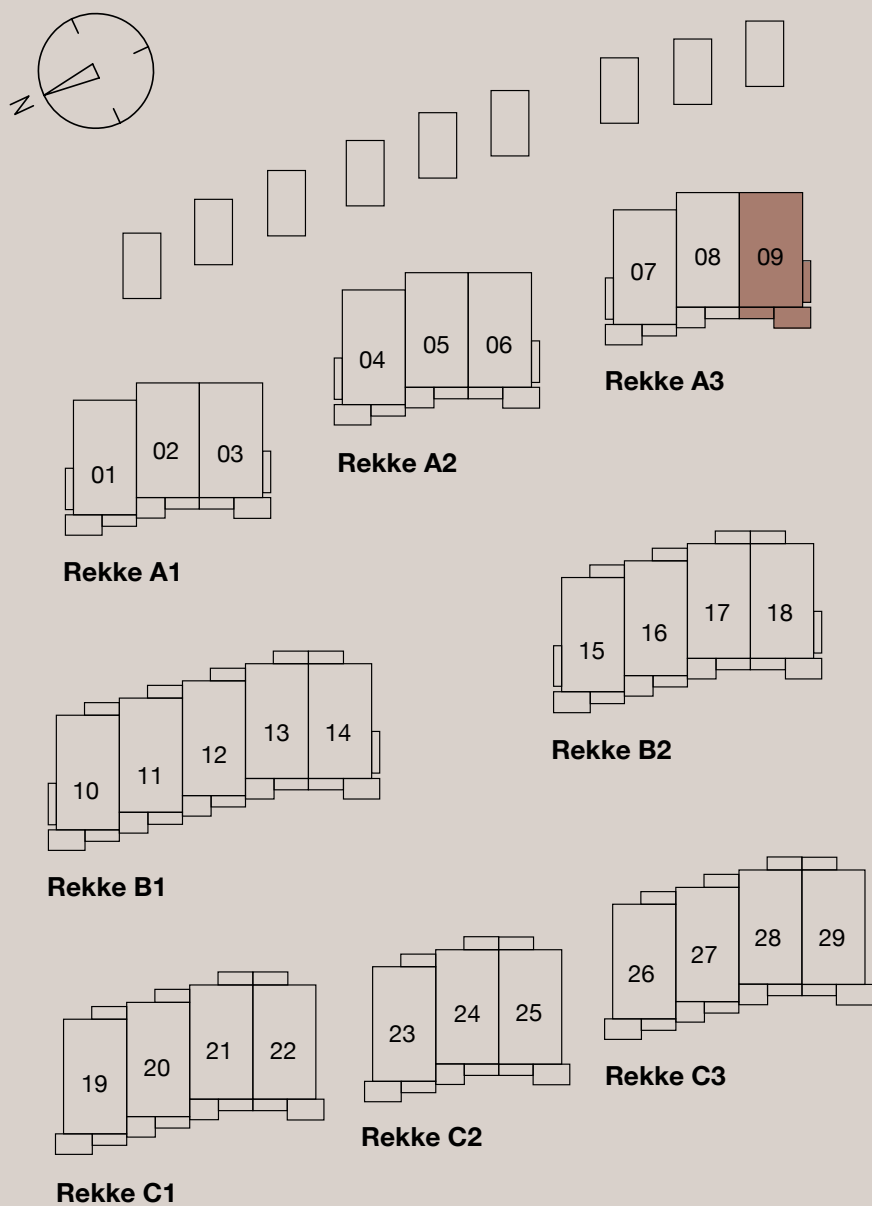 N
07 08 09
Rekke A3
04 05 06
Rekke A2
01 02 03
Rekke A1
15 16 17 18
Rekke B2
10 11 12 13 14
Rekke B1
26 27 28 29
Rekke C3
23 24 25
Rekke C2
19 20 21 22
Rekke C1